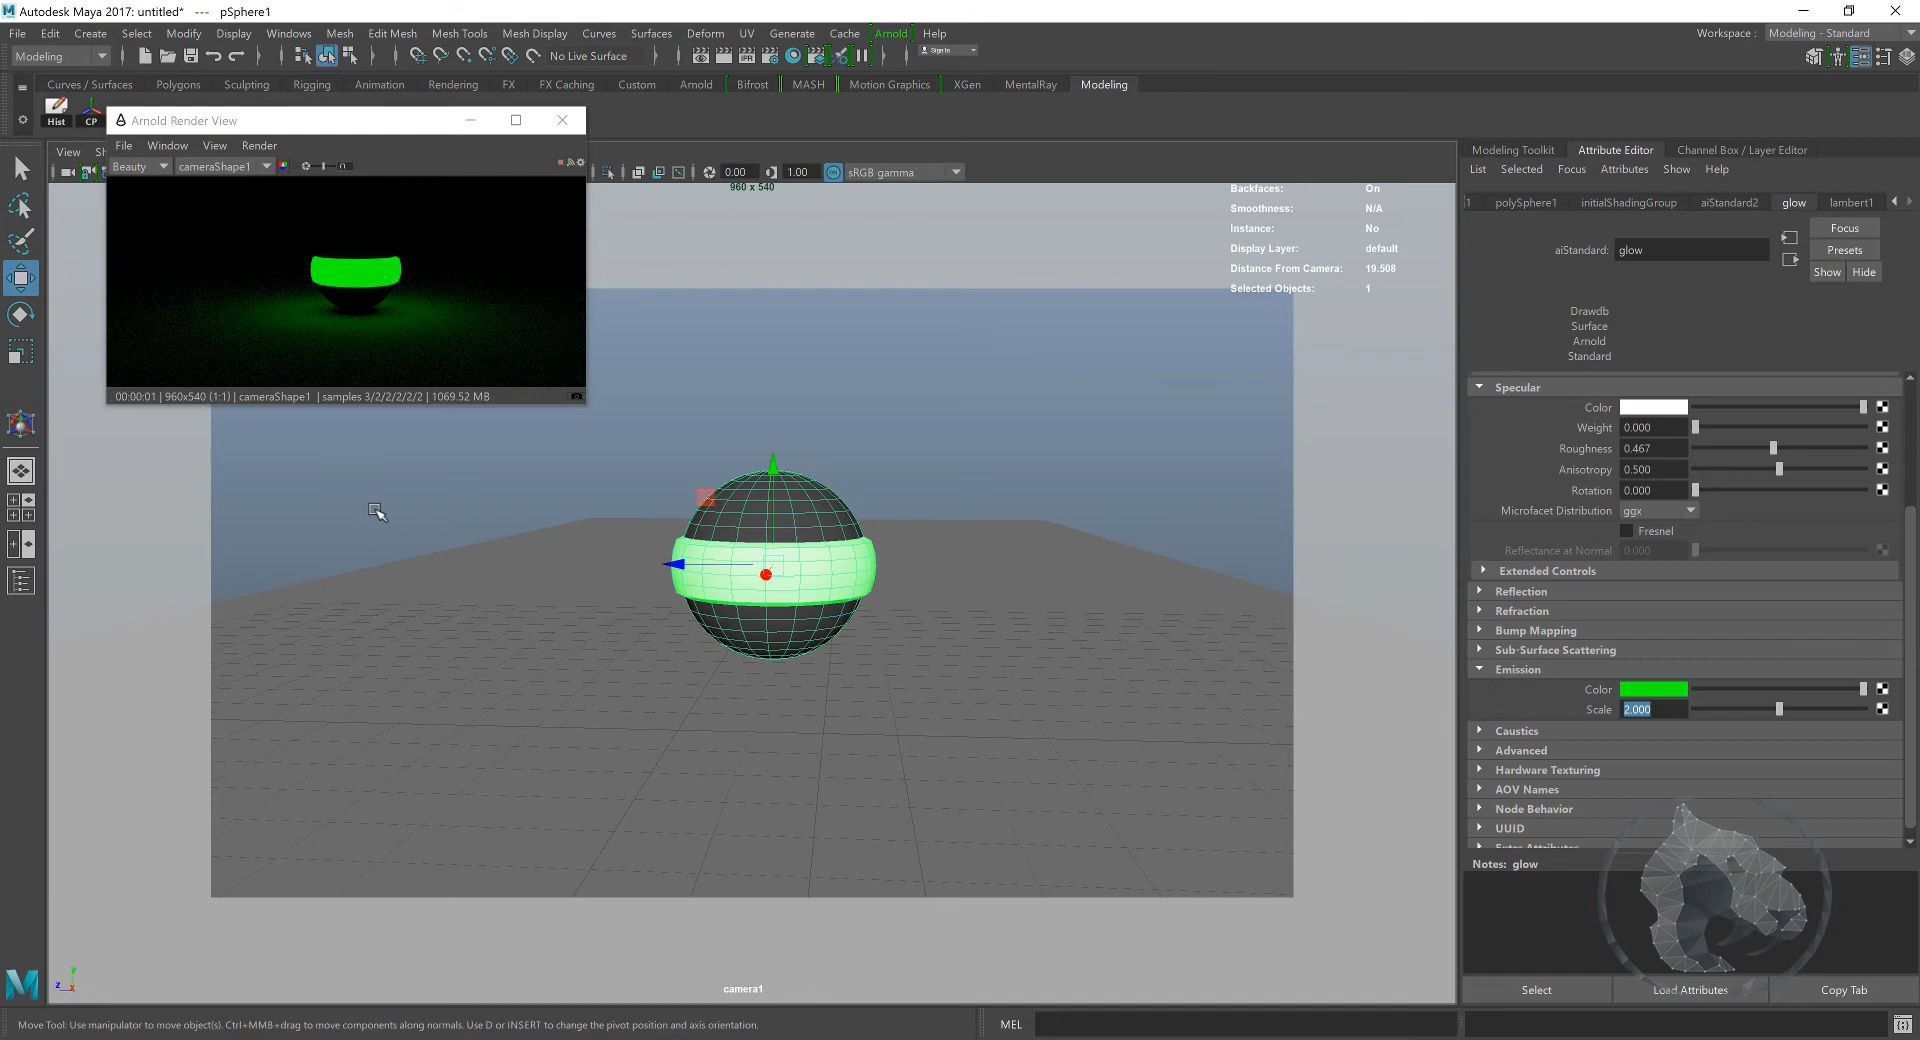 Autodesk Maya 2017: untitled*   ---   pSphere1
File Edit Create Select Modify Display Windows Mesh Edit Mesh Mesh Tools Mesh Display Curves Surfaces Deform UV Generate Cache Arnold Help
Workspace : Modeling - Standard
Modeling
No Live Surface
Sign In
Curves / Surfaces Polygons Sculpting Rigging Animation Rendering FX FX Caching Custom Arnold Bifrost MASH Motion Graphics XGen MentalRay Modeling
Hist CP
Arnold Render View
File Window View Render
Beauty cameraShape1
00:00:01 | 960x540 (1:1) | cameraShape1 | samples 3/2/2/2/2/2 | 1069.52 MB
View Sh
0.00 1.00 ON sRGB gamma
960 x 540
Backfaces: On
Smoothness: N/A
Instance: No
Display Layer: default
Distance From Camera: 19.508
Selected Objects: 1
camera1
y
z x
Modeling Toolkit Attribute Editor Channel Box / Layer Editor
List Selected Focus Attributes Show Help
1 polySphere1 initialShadingGroup aiStandard2 glow lambert1
Focus
aiStandard: glow
Presets
Show Hide
Drawdb
Surface
Arnold
Standard
Specular
Color
Weight 0.000
Roughness 0.467
Anisotropy 0.500
Rotation 0.000
Microfacet Distribution ggx
Fresnel
Reflectance at Normal 0.000
Extended Controls
Reflection
Refraction
Bump Mapping
Sub-Surface Scattering
Emission
Color
Scale 2.000
Caustics
Advanced
Hardware Texturing
AOV Names
Node Behavior
UUID
Extra Attributes
Notes: glow
Select Load Attributes Copy Tab
Move Tool: Use manipulator to move object(s). Ctrl+MMB+drag to move components along normals. Use D or INSERT to change the pivot position and axis orientation.
MEL